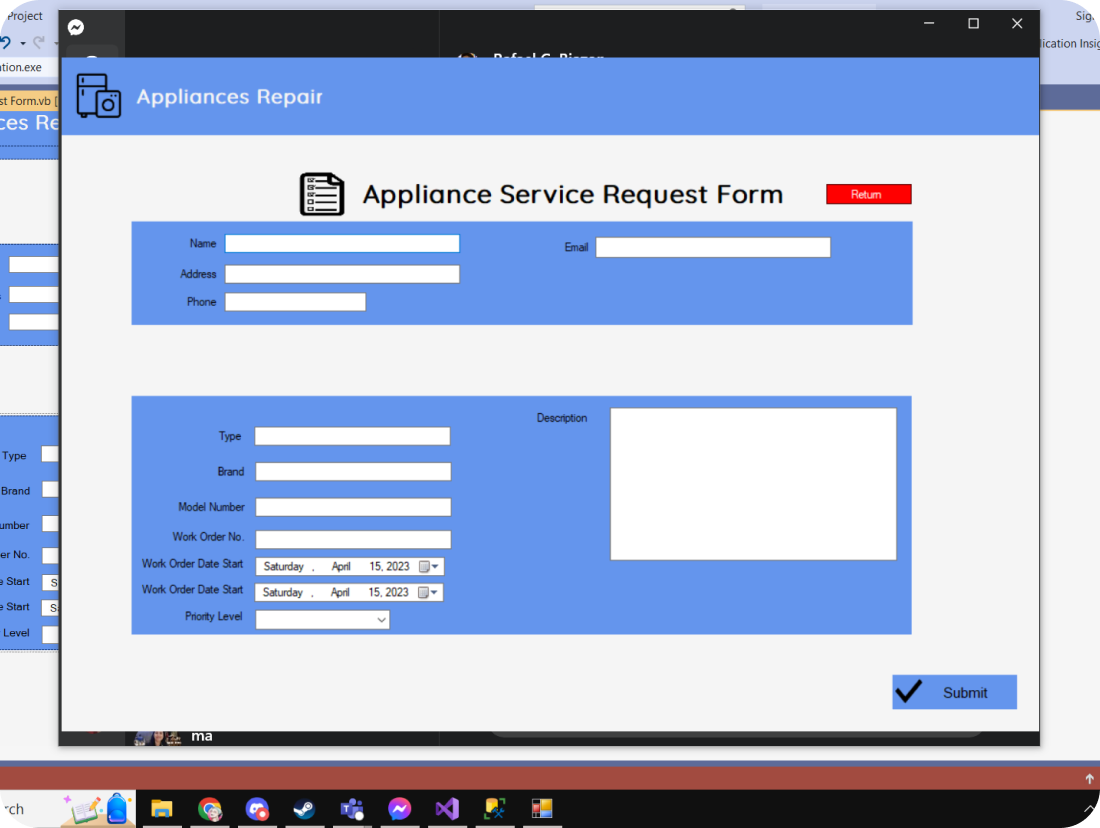 Project
ation.exe
st Form.vb [
ces Re
Type
Brand
umber
er No.
e Start
e Start
Level
Sig
lication Insig
Appliances Repair
Appliance Service Request Form
Return
Name
Email
Address
Phone
Description
Type
Brand
Model Number
Work Order No.
Work Order Date Start
Saturday , April 15, 2023
Work Order Date Start
Saturday , April 15, 2023
Priority Level
Submit
ma
rch